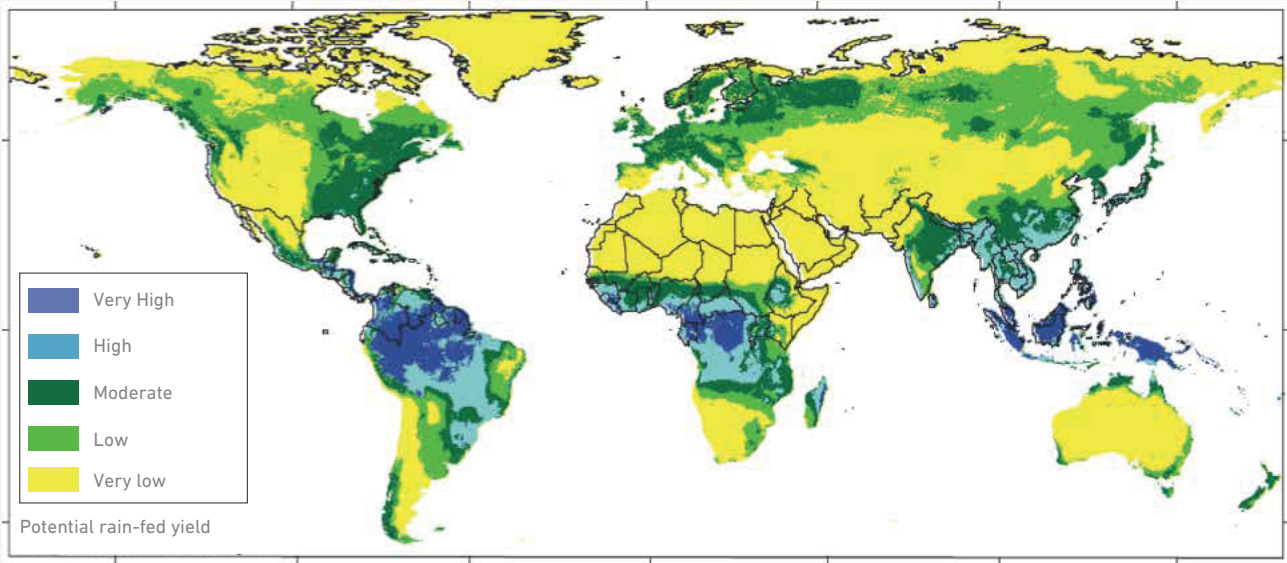 Very High
High
Moderate
Low
Very low
Potential rain-fed yield